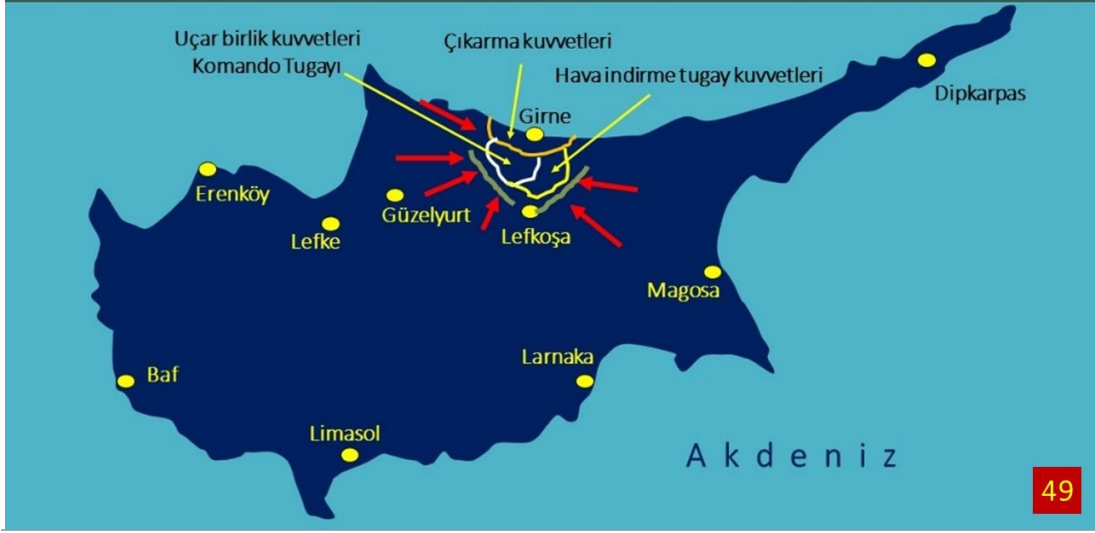 Uçar birlik kuvvetleri
Komando Tugayı
Çıkarma kuvvetleri
Hava indirme tugay kuvvetleri
Girne
Dipkarpas
Erenköy
Güzelyurt
Lefke
Lefkoşa
Magosa
Larnaka
Baf
Limasol
Akdeniz
49